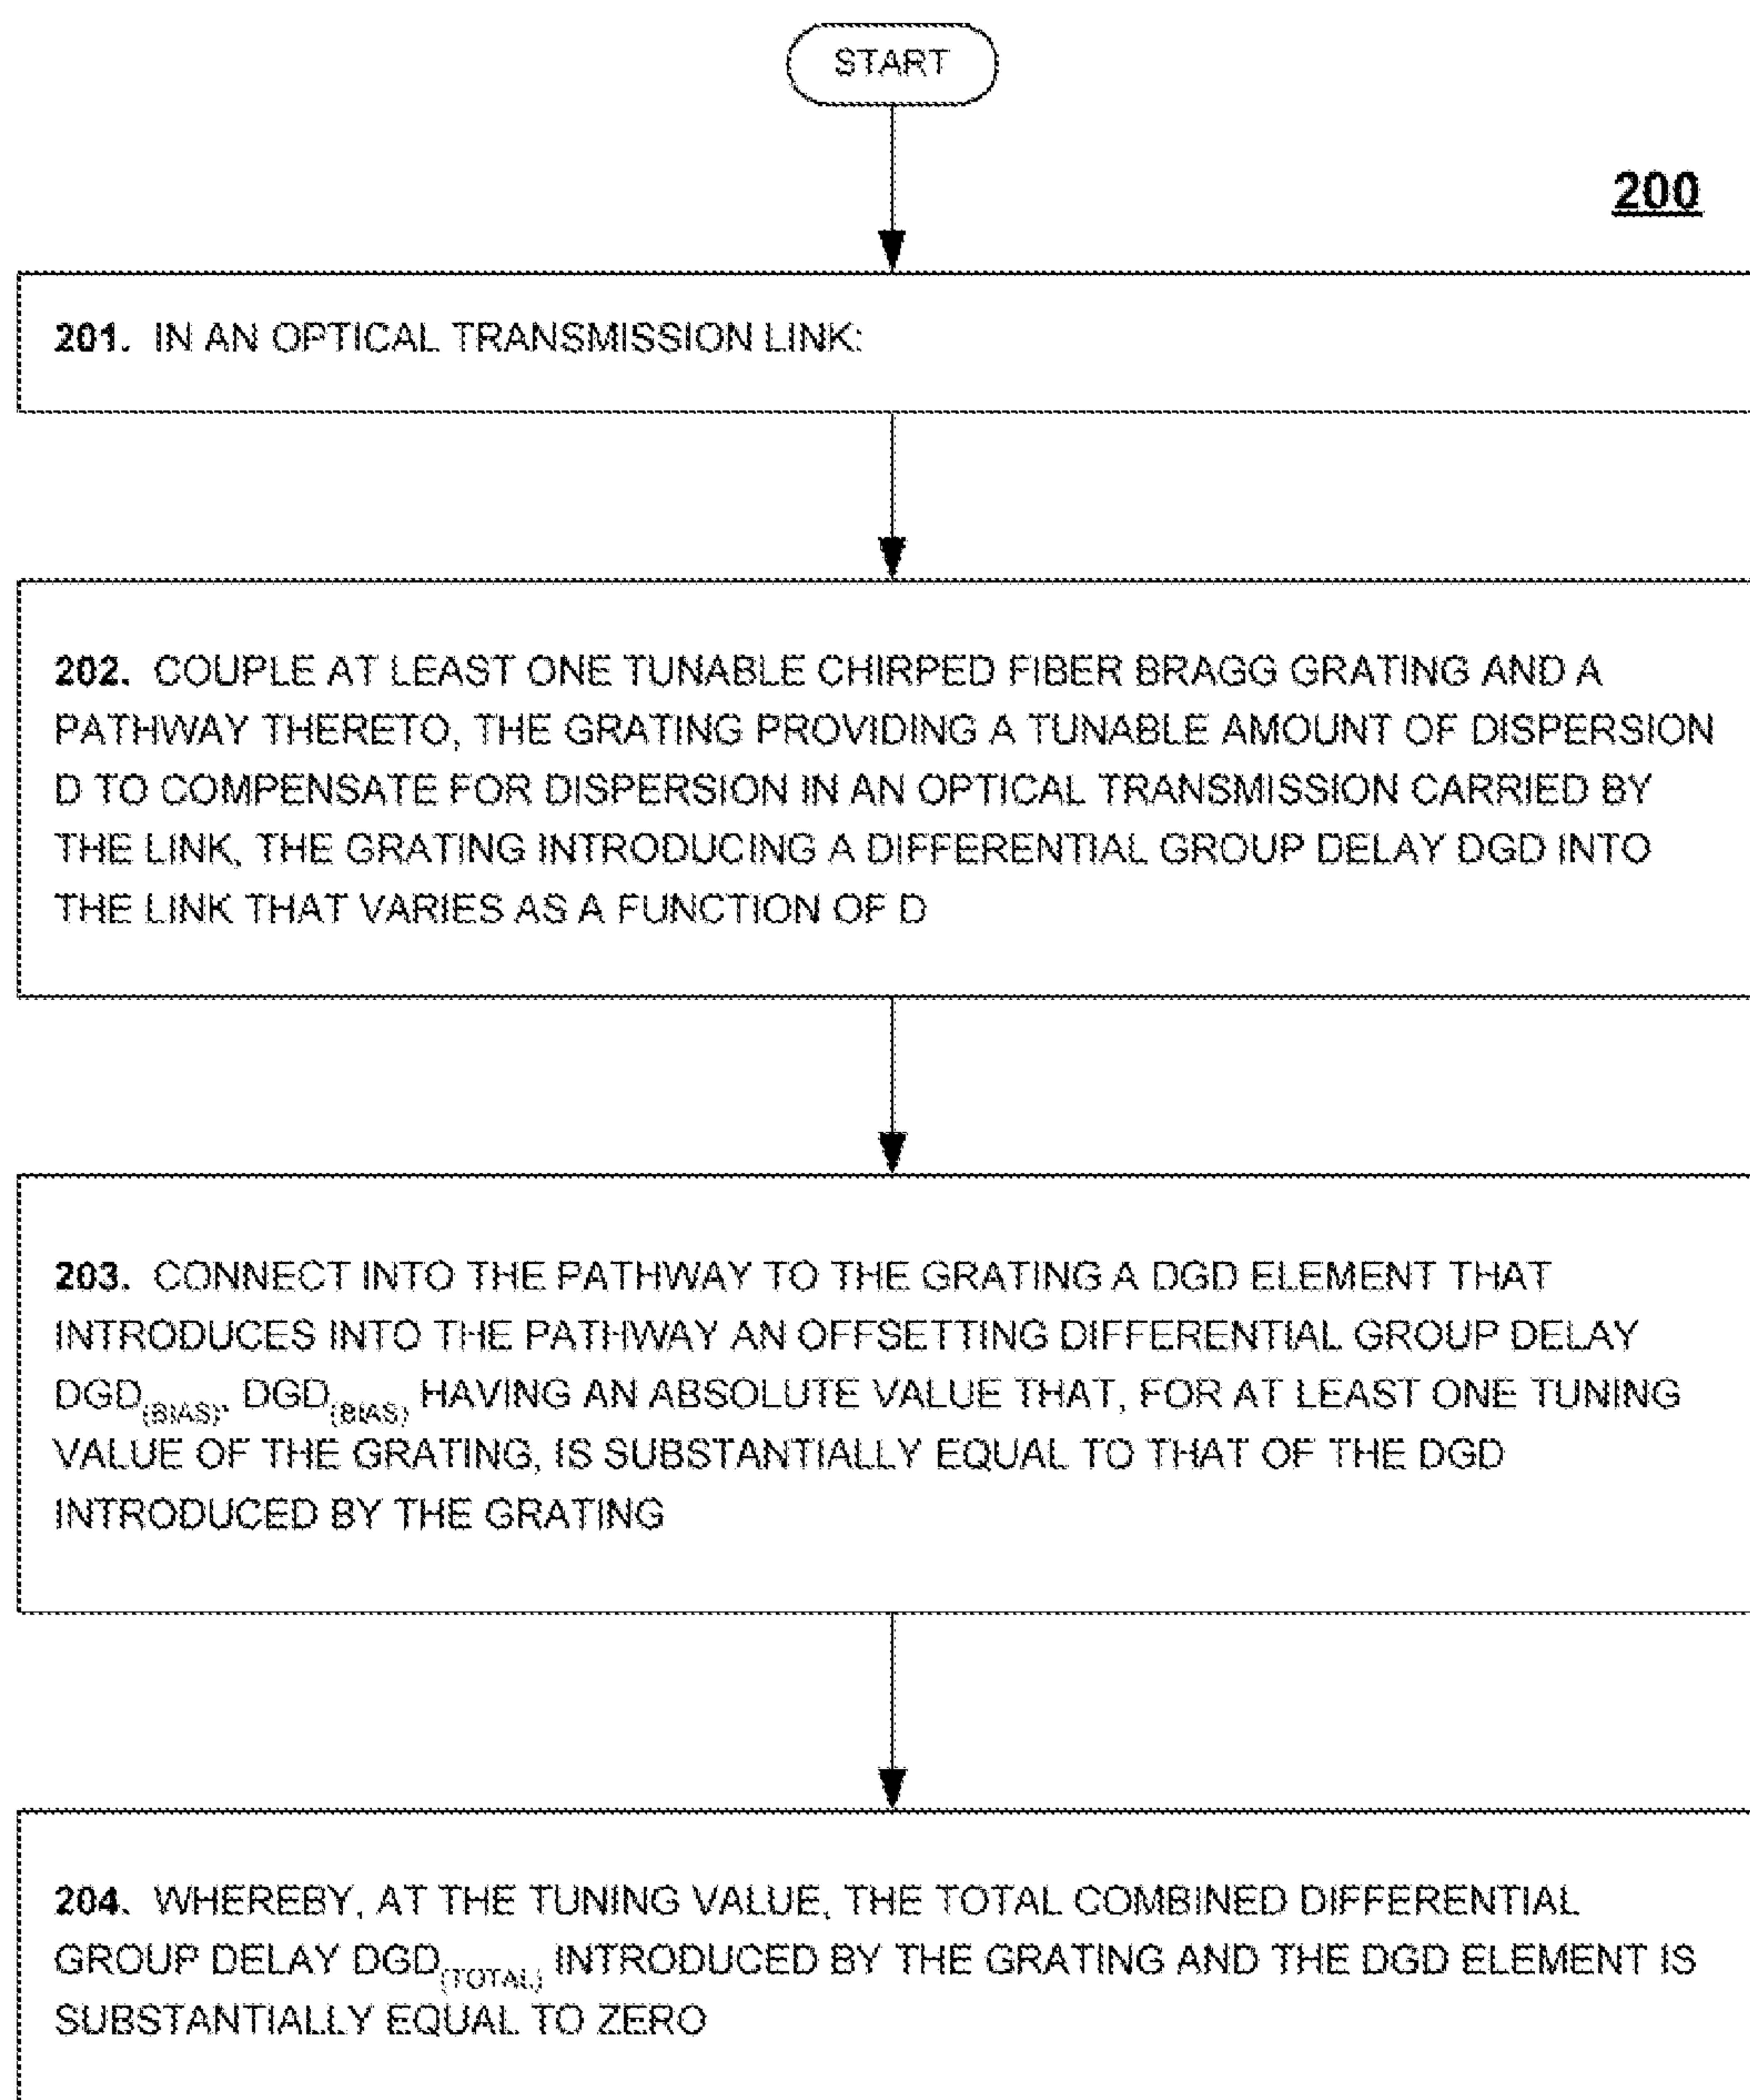 START
200
201. IN AN OPTICAL TRANSMISSION LINK:
202. COUPLE AT LEAST ONE TUNABLE CHIRPED FIBER BRAGG GRATING AND A
PATHWAY THERETO, THE GRATING PROVIDING A TUNABLE AMOUNT OF DISPERSION
D TO COMPENSATE FOR DISPERSION IN AN OPTICAL TRANSMISSION CARRIED BY
THE LINK, THE GRATING INTRODUCING A DIFFERENTIAL GROUP DELAY DGD INTO
THE LINK THAT VARIES AS A FUNCTION OF D
203. CONNECT INTO THE PATHWAY TO THE GRATING A DGD ELEMENT THAT
INTRODUCES INTO THE PATHWAY AN OFFSETTING DIFFERENTIAL GROUP DELAY
DGD(BIAS), DGD(BIAS) HAVING AN ABSOLUTE VALUE THAT, FOR AT LEAST ONE TUNING
VALUE OF THE GRATING, IS SUBSTANTIALLY EQUAL TO THAT OF THE DGD
INTRODUCED BY THE GRATING
204. WHEREBY, AT THE TUNING VALUE, THE TOTAL COMBINED DIFFERENTIAL
GROUP DELAY DGD(TOTAL) INTRODUCED BY THE GRATING AND THE DGD ELEMENT IS
SUBSTANTIALLY EQUAL TO ZERO